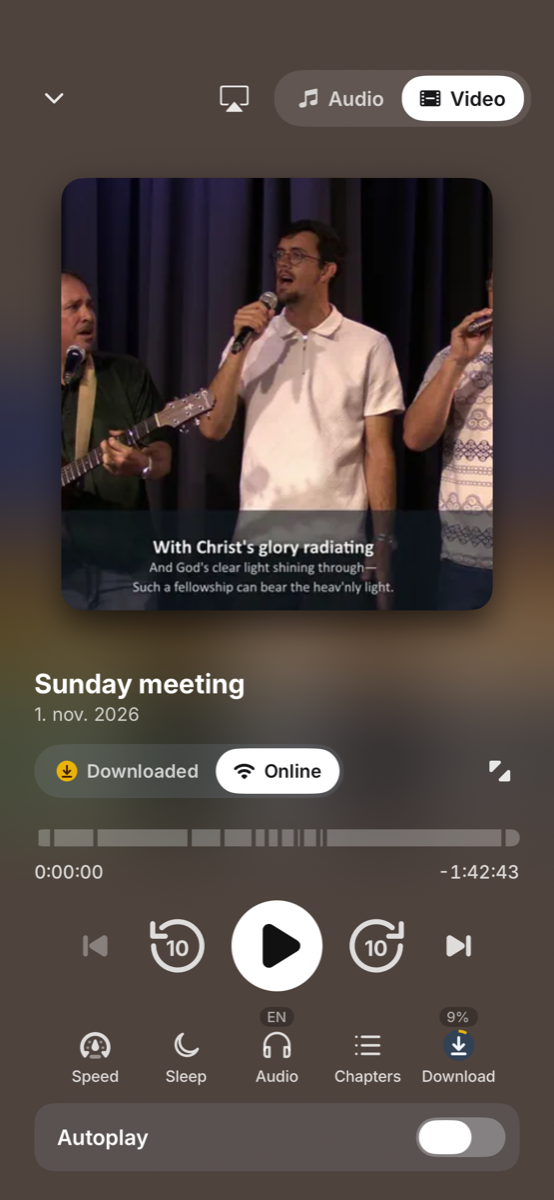 Audio
Video
With Christ's glory radiating
And God's clear light shining through—
Such a fellowship can bear the heav'nly light.
Sunday meeting
1. nov. 2026
Downloaded
Online
0:00:00
-1:42:43
10
10
EN
9%
Speed
Sleep
Audio
Chapters
Download
Autoplay